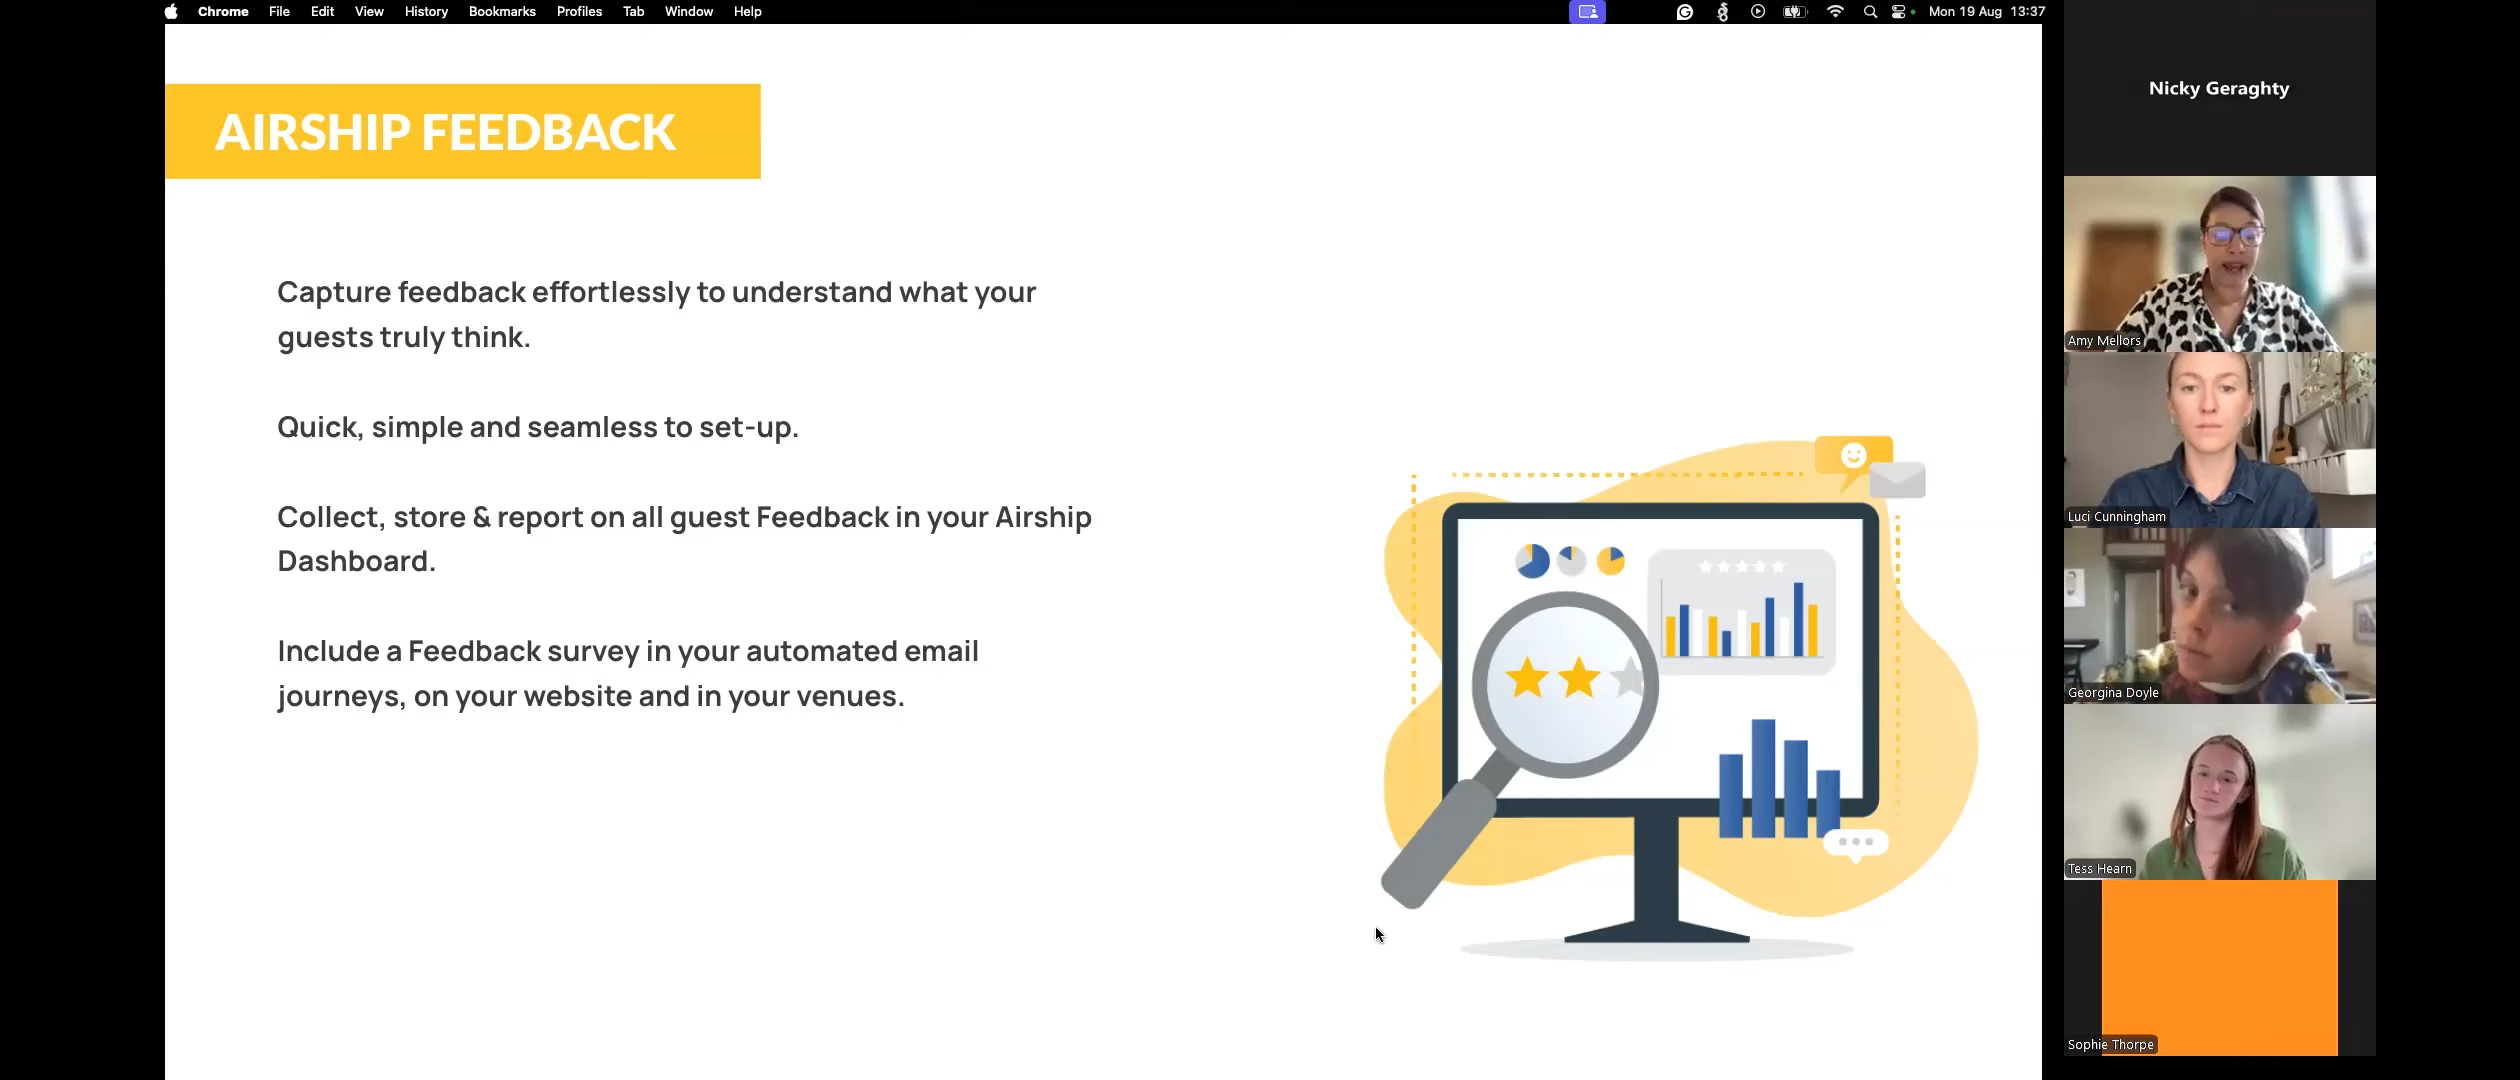 Chrome File Edit View History Bookmarks Profiles Tab Window Help
Mon 19 Aug 13:37
AIRSHIP FEEDBACK
Capture feedback effortlessly to understand what your
guests truly think.
Quick, simple and seamless to set-up.
Collect, store & report on all guest Feedback in your Airship
Dashboard.
Include a Feedback survey in your automated email
journeys, on your website and in your venues.
Nicky Geraghty
Amy Mellors
Luci Cunningham
Georgina Doyle
Tess Hearn
Sophie Thorpe